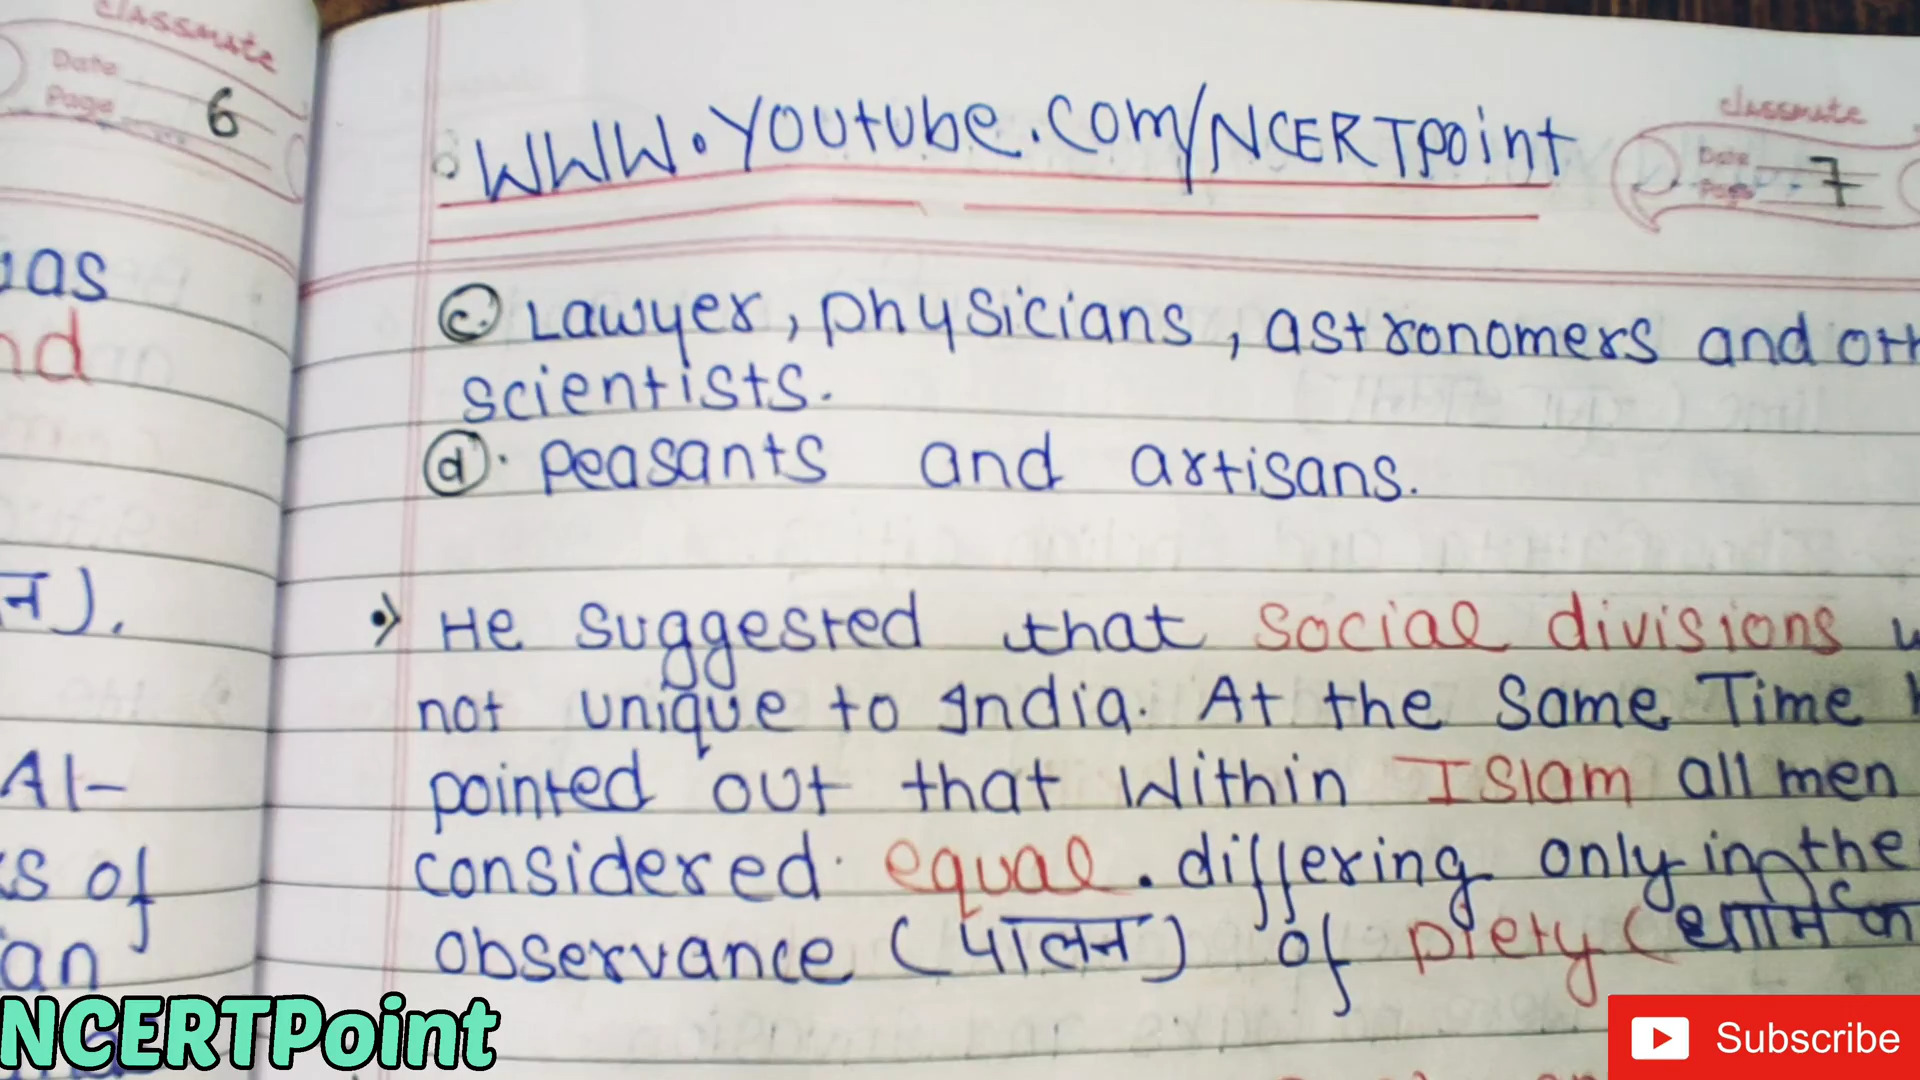 classmate
Date
Page 6
as
nd
न).
Al-
s of
an
www.Youtube.com/NCERTpoint
classmate
Date
Page 7
c. Lawyer, physicians, astronomers and oth
scientists.
d. Peasants and artisans.
He suggested that social divisions w
not unique to India. At the same Time h
pointed out that within Islam all men
considered equal. differing only in the
observance (पालन) of piety (धार्मिक
NCERTPoint
Subscribe